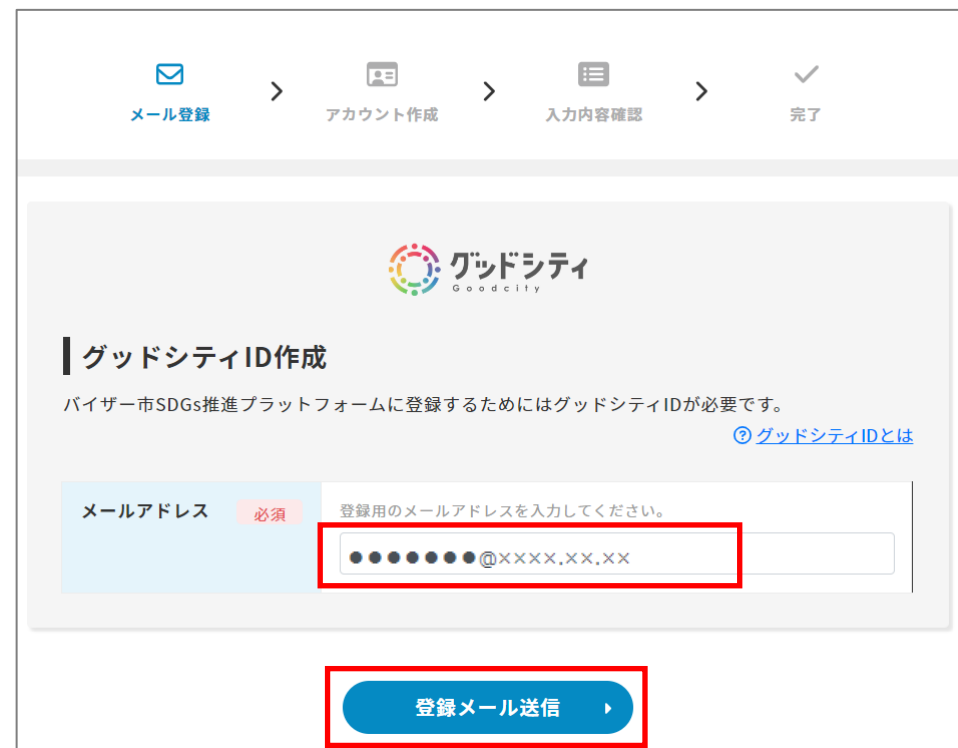 メール登録
アカウント作成
入力内容確認
完了
グッドシティ
Goodcity
グッドシティID作成
バイザー市SDGs推進プラットフォームに登録するためにはグッドシティIDが必要です。
グッドシティIDとは
メールアドレス 必須
登録用のメールアドレスを入力してください。
●●●●●●●@××××.××.××
登録メール送信